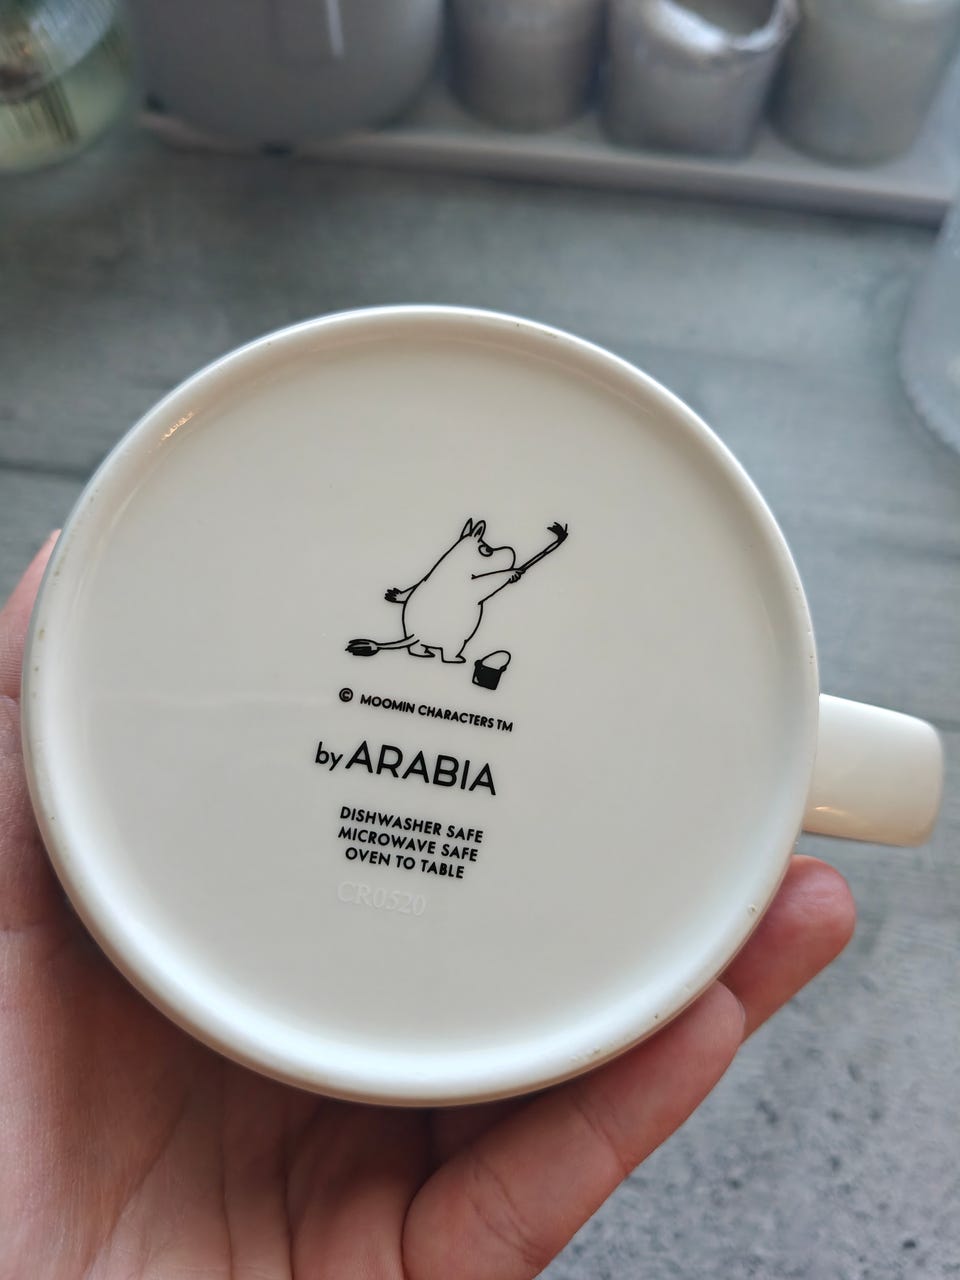 © MOOMIN CHARACTERS TM
by ARABIA
DISHWASHER SAFE
MICROWAVE SAFE
OVEN TO TABLE
CR0520